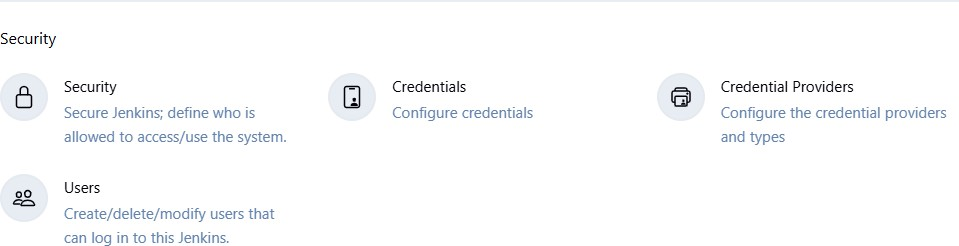 Security
Security
Secure Jenkins; define who is
allowed to access/use the system.
Credentials
Configure credentials
Credential Providers
Configure the credential providers
and types
Users
Create/delete/modify users that
can log in to this Jenkins.